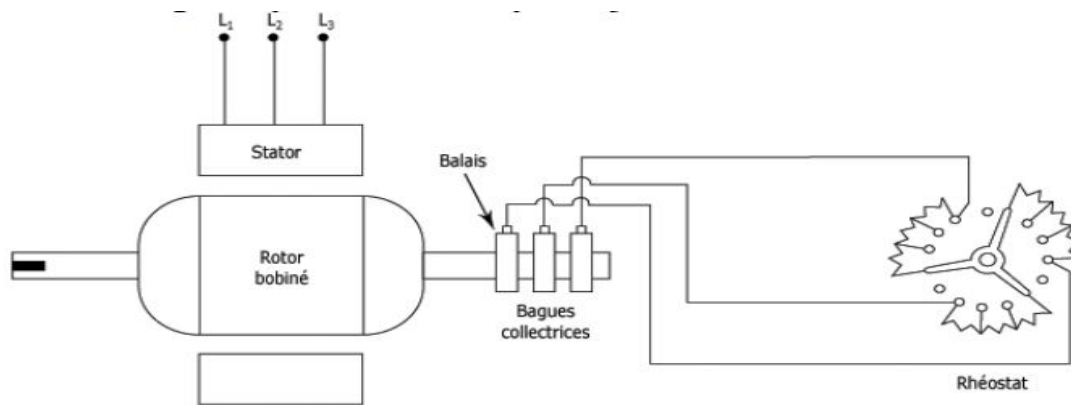 L1 L2 L3
Stator
Balais
Rotor
bobiné
Bagues
collectrices
Rhéostat